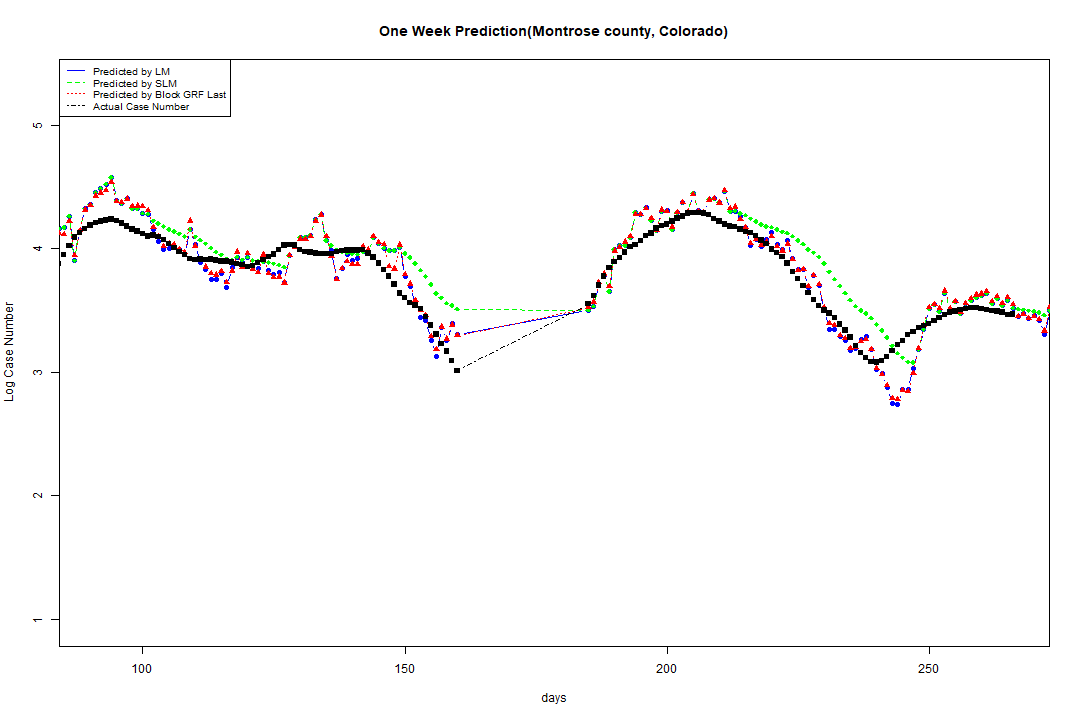 One Week Prediction(Montrose county, Colorado)
Predicted by LM
Predicted by SLM
Predicted by Block GRF Last
Actual Case Number
5
4
3
2
1
Log Case Number
100 150 200 250
days